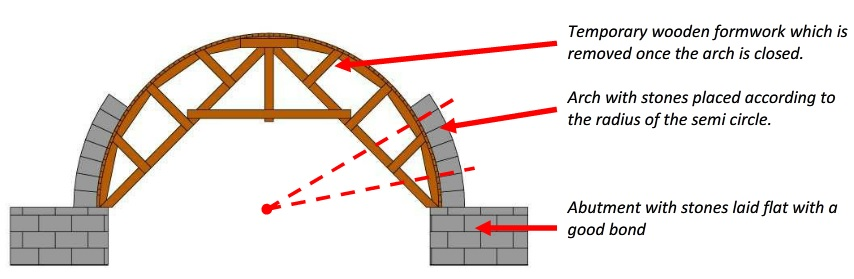 Temporary wooden formwork which is
removed once the arch is closed.
Arch with stones placed according to
the radius of the semi circle.
Abutment with stones laid flat with a
good bond